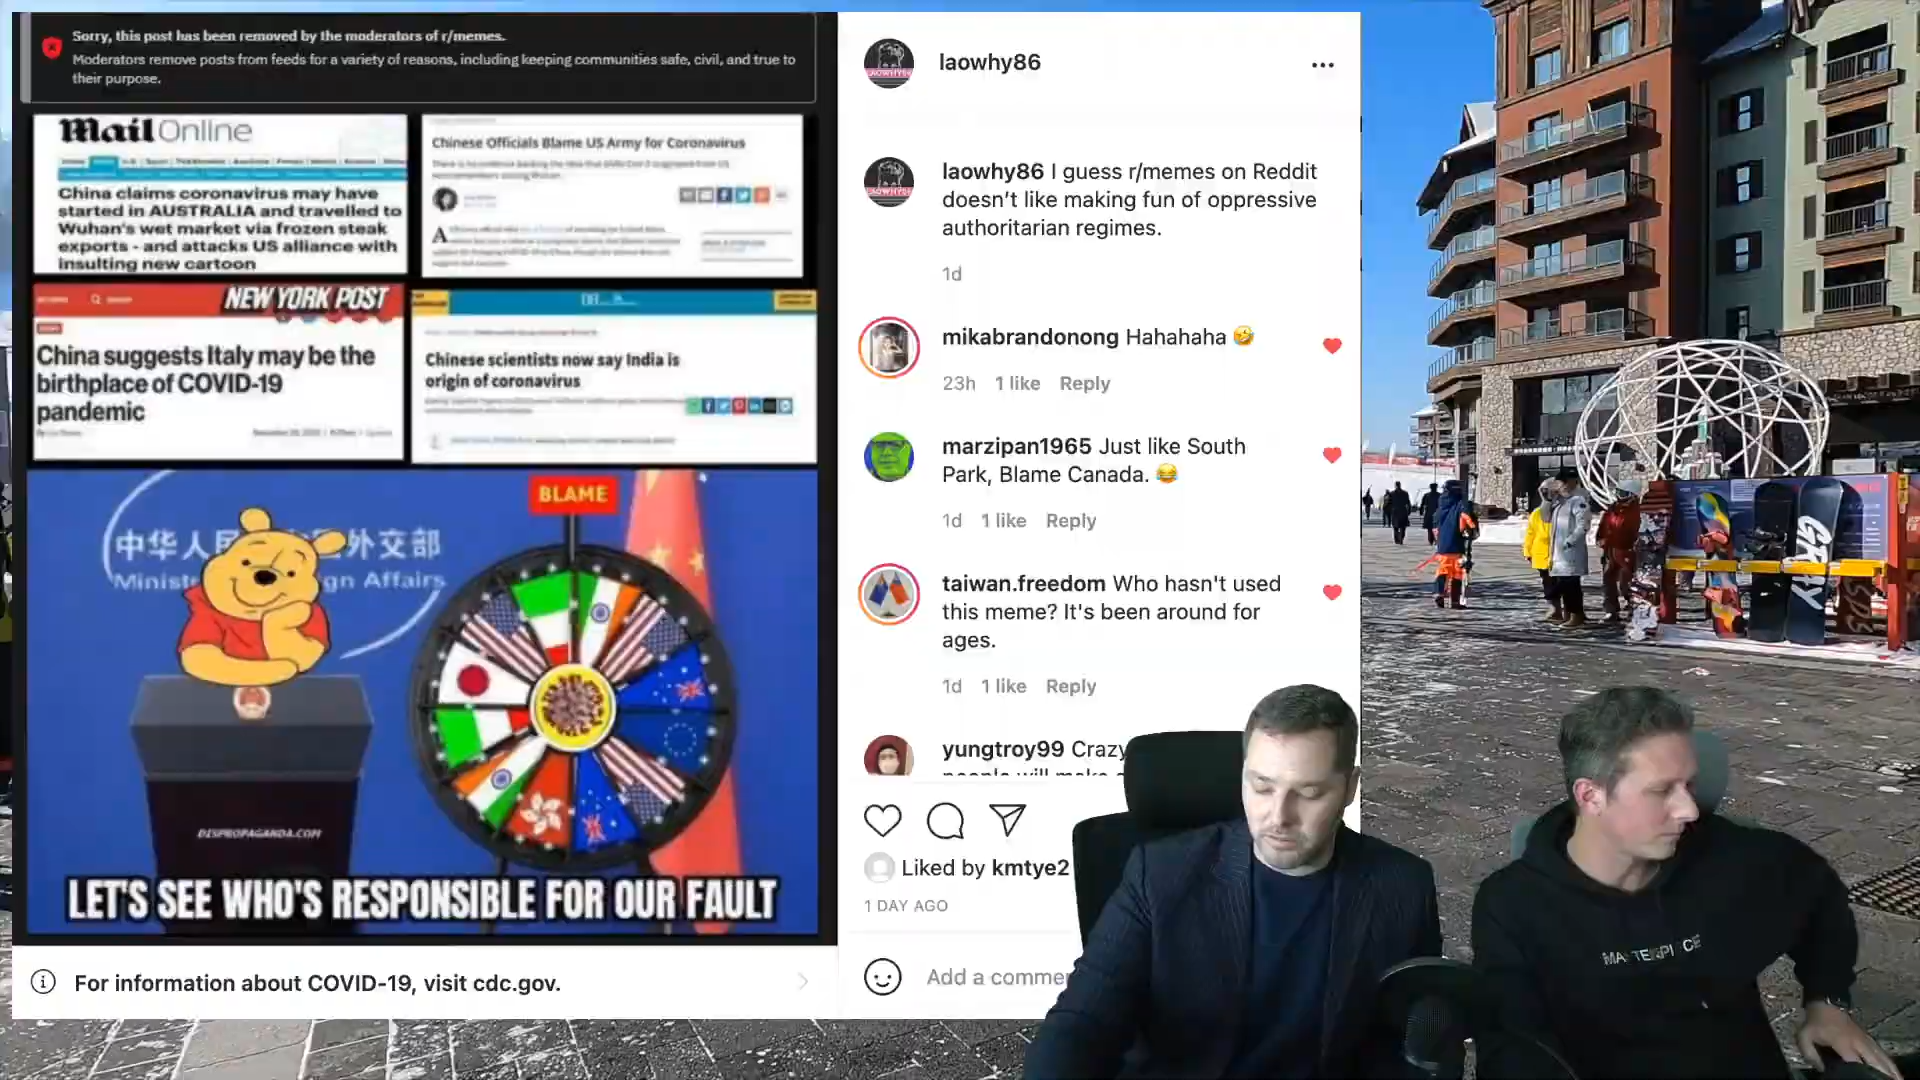 Sorry, this post has been removed by the moderators of r/memes.
Moderators remove posts from feeds for a variety of reasons, including keeping communities safe, civil, and true to
their purpose.
Mail Online
China claims coronavirus may have
started in AUSTRALIA and travelled to
Wuhan's wet market via frozen steak
exports - and attacks US alliance with
insulting new cartoon
Chinese Officials Blame US Army for Coronavirus
NEW YORK POST
China suggests Italy may be the
birthplace of COVID-19
pandemic
Chinese scientists now say India is
origin of coronavirus
BLAME
中华人 外交部
gn Affairs
DISPROPAGANDA.COM
LET'S SEE WHO'S RESPONSIBLE FOR OUR FAULT
For information about COVID-19, visit cdc.gov.
laowhy86
laowhy86 I guess r/memes on Reddit
doesn't like making fun of oppressive
authoritarian regimes.
1d
mikabrandonong Hahahaha 🤣
23h 1 like Reply
marzipan1965 Just like South
Park, Blame Canada. 😂
1d 1 like Reply
taiwan.freedom Who hasn't used
this meme? It's been around for
ages.
1d 1 like Reply
yungtroy99 Crazy
Liked by kmtye2
1 DAY AGO
Add a comme
GRAY